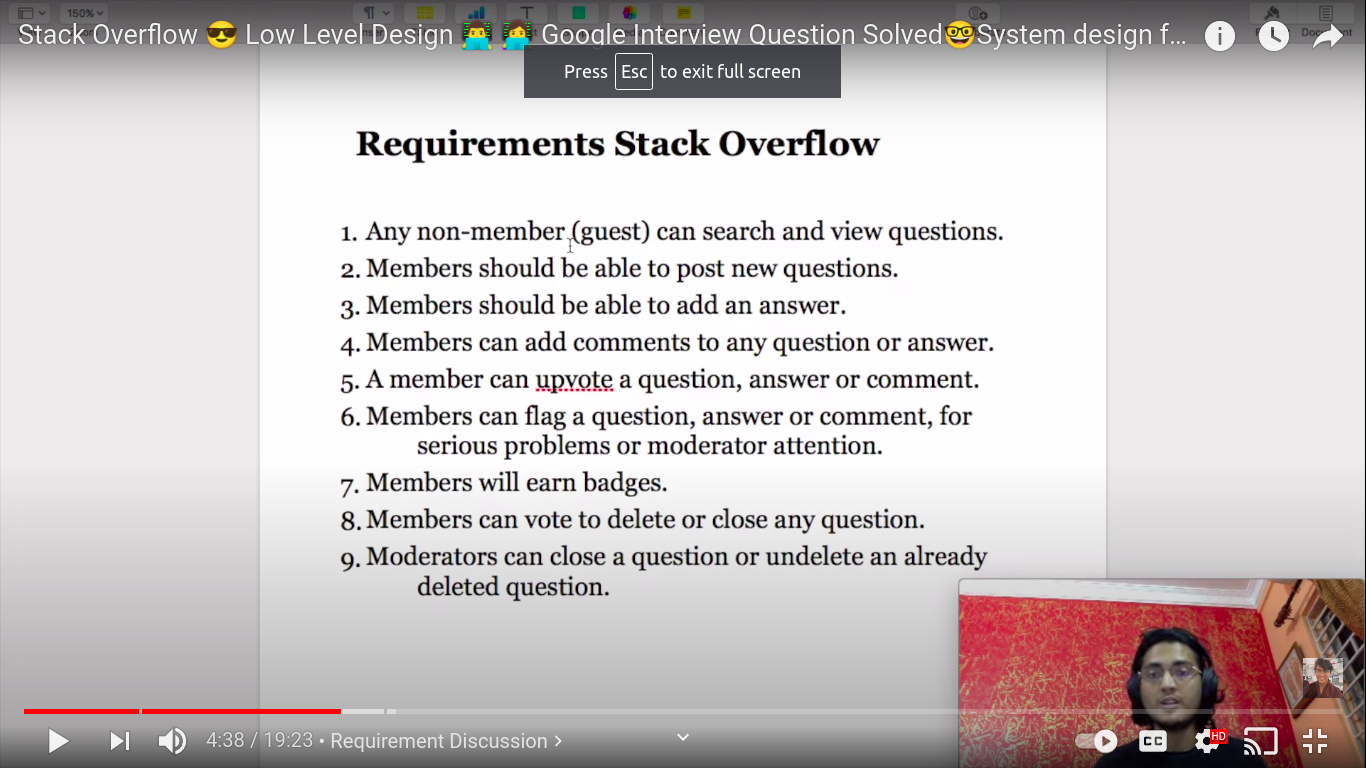 150%
Stack Overflow 😎 Low Level Design 👨‍💻 👩‍💻 Google Interview Question Solved🤓System design f...
Press Esc to exit full screen
Requirements Stack Overflow
1. Any non-member (guest) can search and view questions.
2. Members should be able to post new questions.
3. Members should be able to add an answer.
4. Members can add comments to any question or answer.
5. A member can upvote a question, answer or comment.
6. Members can flag a question, answer or comment, for
serious problems or moderator attention.
7. Members will earn badges.
8. Members can vote to delete or close any question.
9. Moderators can close a question or undelete an already
deleted question.
4:38 / 19:23 • Requirement Discussion >
CC
HD